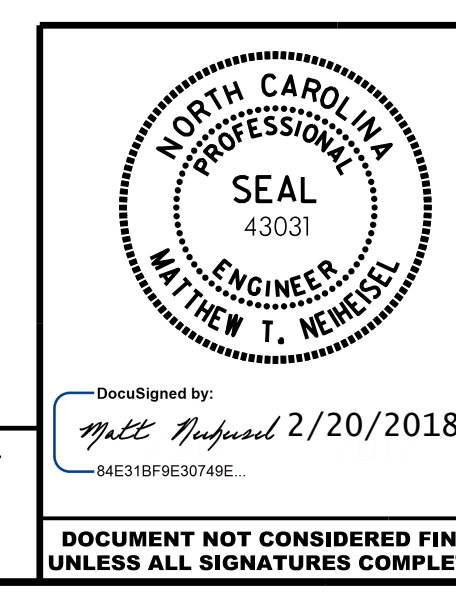 NORTH CAROLINA
PROFESSIONAL
SEAL
43031
ENGINEER
MATTHEW T. NEIHEISEL
DocuSigned by:
Matt Neiheisel 2/20/2018
84E31BF9E30749E...
DOCUMENT NOT CONSIDERED FIN
UNLESS ALL SIGNATURES COMPLE